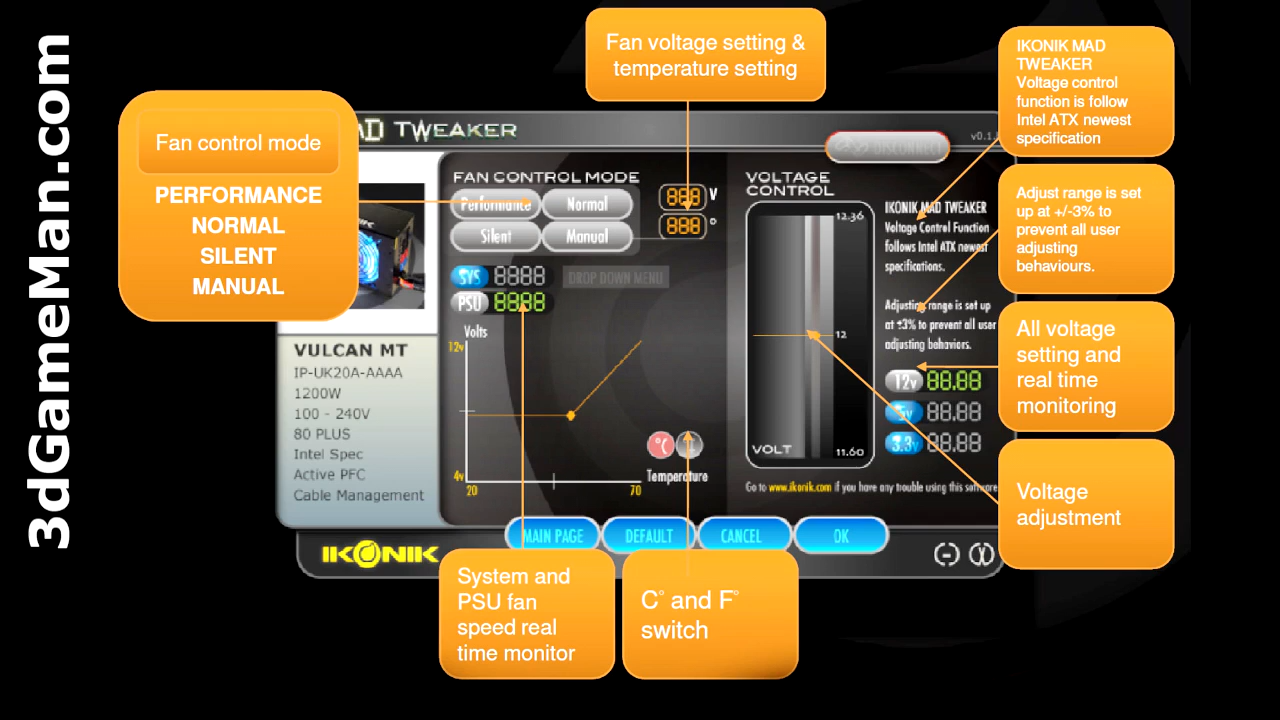 3dGameMan.com
Fan voltage setting &
temperature setting
IKONIK MAD
TWEAKER
Voltage control
function is follow
Intel ATX newest
specification
Fan control mode
PERFORMANCE
NORMAL
SILENT
MANUAL
AD TWEAKER
DISCONNECT
v0.1.
FAN CONTROL MODE
Performance
Normal
Silent
Manual
888 V
888 °
SYS 8888
DROP DOWN MENU
PSU 8888
Volts
12v
4v
20
70
°C
Temperature
VOLTAGE
CONTROL
12.36
12
11.60
VOLT
IKONIK MAD TWEAKER
Voltage Control Function
follows Intel ATX newest
specifications.
Adjusting range is set up
at ±3% to prevent all user
adjusting behaviors.
12v 88.88
5v 88.88
3.3v 88.88
Go to www.ikonik.com if you have any trouble using this software
Adjust range is set
up at +/-3% to
prevent all user
adjusting
behaviours.
All voltage
setting and
real time
monitoring
Voltage
adjustment
VULCAN MT
IP-UK20A-AAAA
1200W
100 - 240V
80 PLUS
Intel Spec
Active PFC
Cable Management
MAIN PAGE
DEFAULT
CANCEL
OK
IKONIK
System and
PSU fan
speed real
time monitor
C° and F°
switch